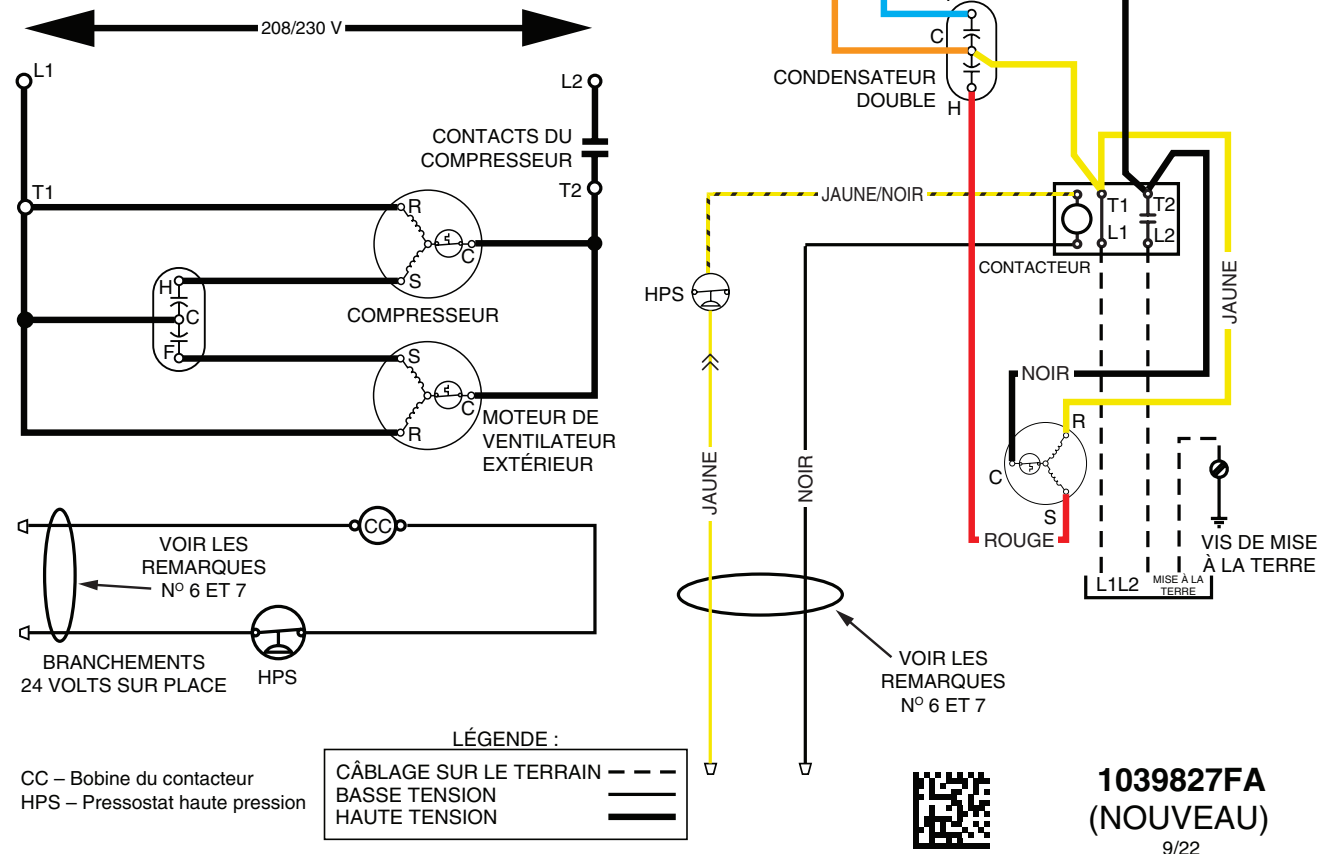 208/230 V
L1
L2
CONTACTS DU
COMPRESSEUR
T1
T2
R
C
S
COMPRESSEUR
H
C
F
S
C
R
MOTEUR DE
VENTILATEUR
EXTÉRIEUR
CC
VOIR LES
REMARQUES
Nº 6 ET 7
BRANCHEMENTS
24 VOLTS SUR PLACE
HPS
C
CONDENSATEUR
DOUBLE
H
JAUNE/NOIR
T1
T2
L1
L2
CONTACTEUR
HPS
JAUNE
NOIR
R
C
S
ROUGE
JAUNE
NOIR
VIS DE MISE
À LA TERRE
L1L2
MISE À LA
TERRE
VOIR LES
REMARQUES
Nº 6 ET 7
LÉGENDE :
CC – Bobine du contacteur
HPS – Pressostat haute pression
CÂBLAGE SUR LE TERRAIN
BASSE TENSION
HAUTE TENSION
1039827FA
(NOUVEAU)
9/22